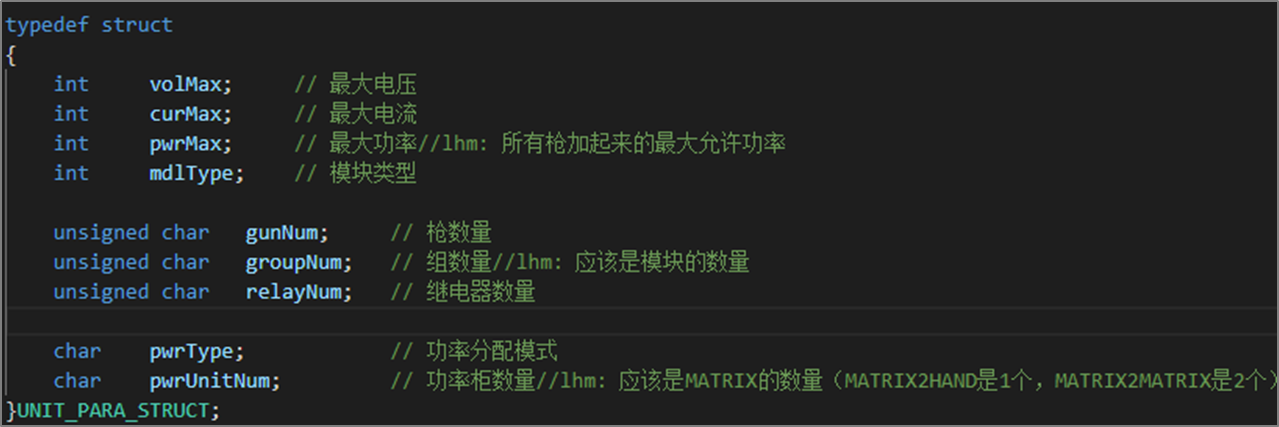 typedef struct
{
int volMax; // 最大电压
int curMax; // 最大电流
int pwrMax; // 最大功率//lhm: 所有枪加起来的最大允许功率
int mdlType; // 模块类型
unsigned char gunNum; // 枪数量
unsigned char groupNum; // 组数量//lhm: 应该是模块的数量
unsigned char relayNum; // 继电器数量
char pwrType; // 功率分配模式
char pwrUnitNum; // 功率柜数量//lhm: 应该是MATRIX的数量（MATRIX2HAND是1个，MATRIX2MATRIX是2个）
}UNIT_PARA_STRUCT;